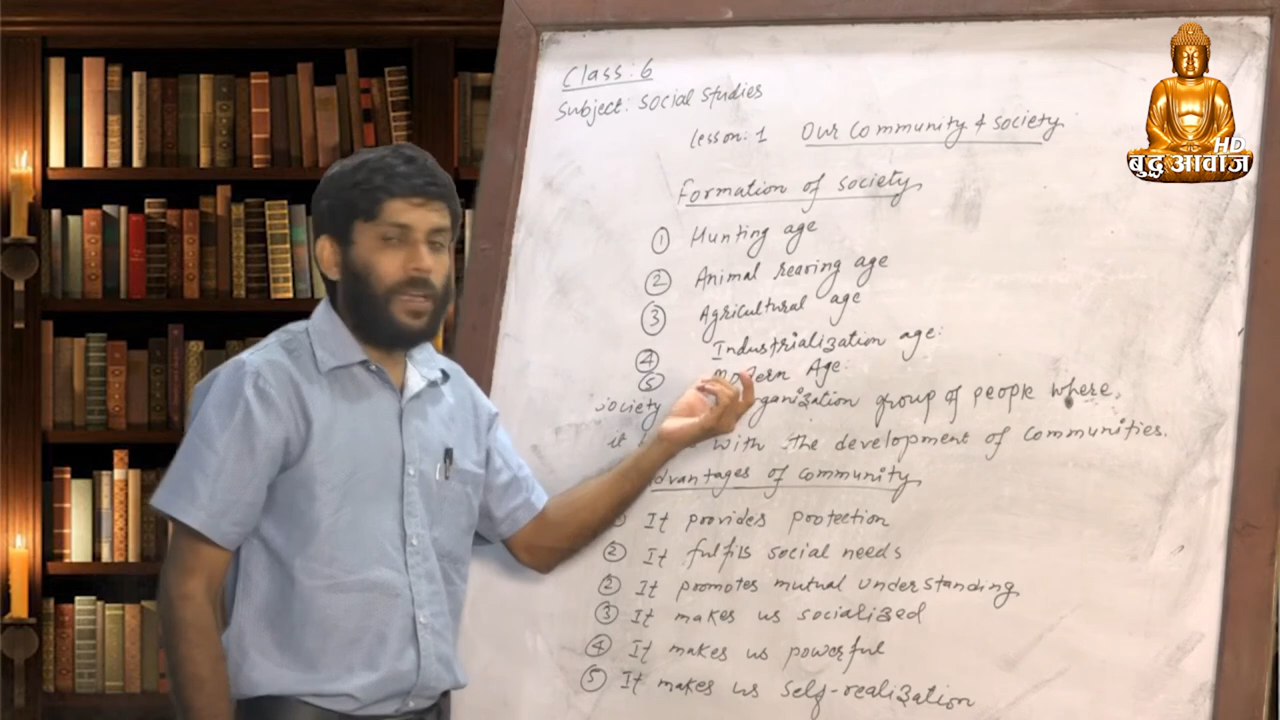 Class: 6
Subject: Social Studies
Lesson: 1 Our Community & Society
Formation of society
① Hunting age
② Animal rearing age
③ Agricultural age
④ Industrialization age:
⑤ Modern Age:
society ganization group of people where,
it with the development of communities.
dvantages of community
It provides protection
② It fulfils social needs
② It promotes mutual understanding
③ It makes us socialized
④ It makes us powerful
⑤ It makes us self-realization
HD
बुद्ध आवाज